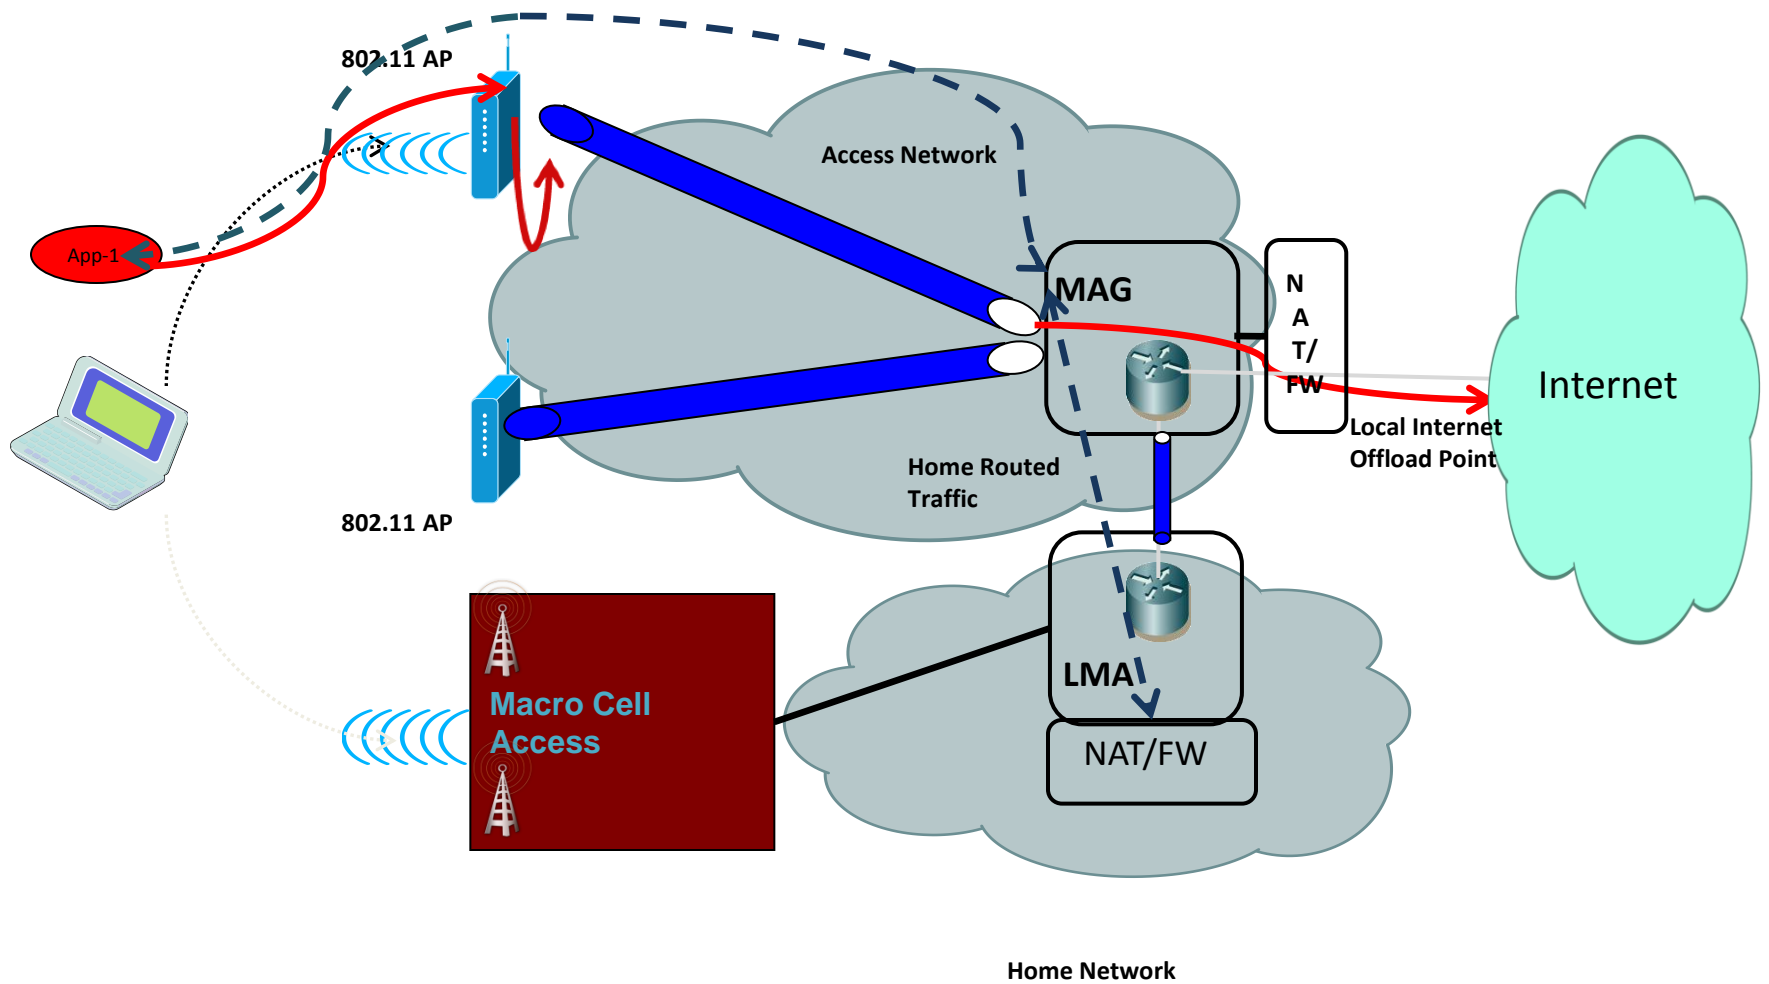 802.11 AP
Access Network
App-1
MAG
N
A
T/
FW
Internet
Local Internet
Offload Point
Home Routed
Traffic
802.11 AP
LMA
Macro Cell
Access
NAT/FW
Home Network